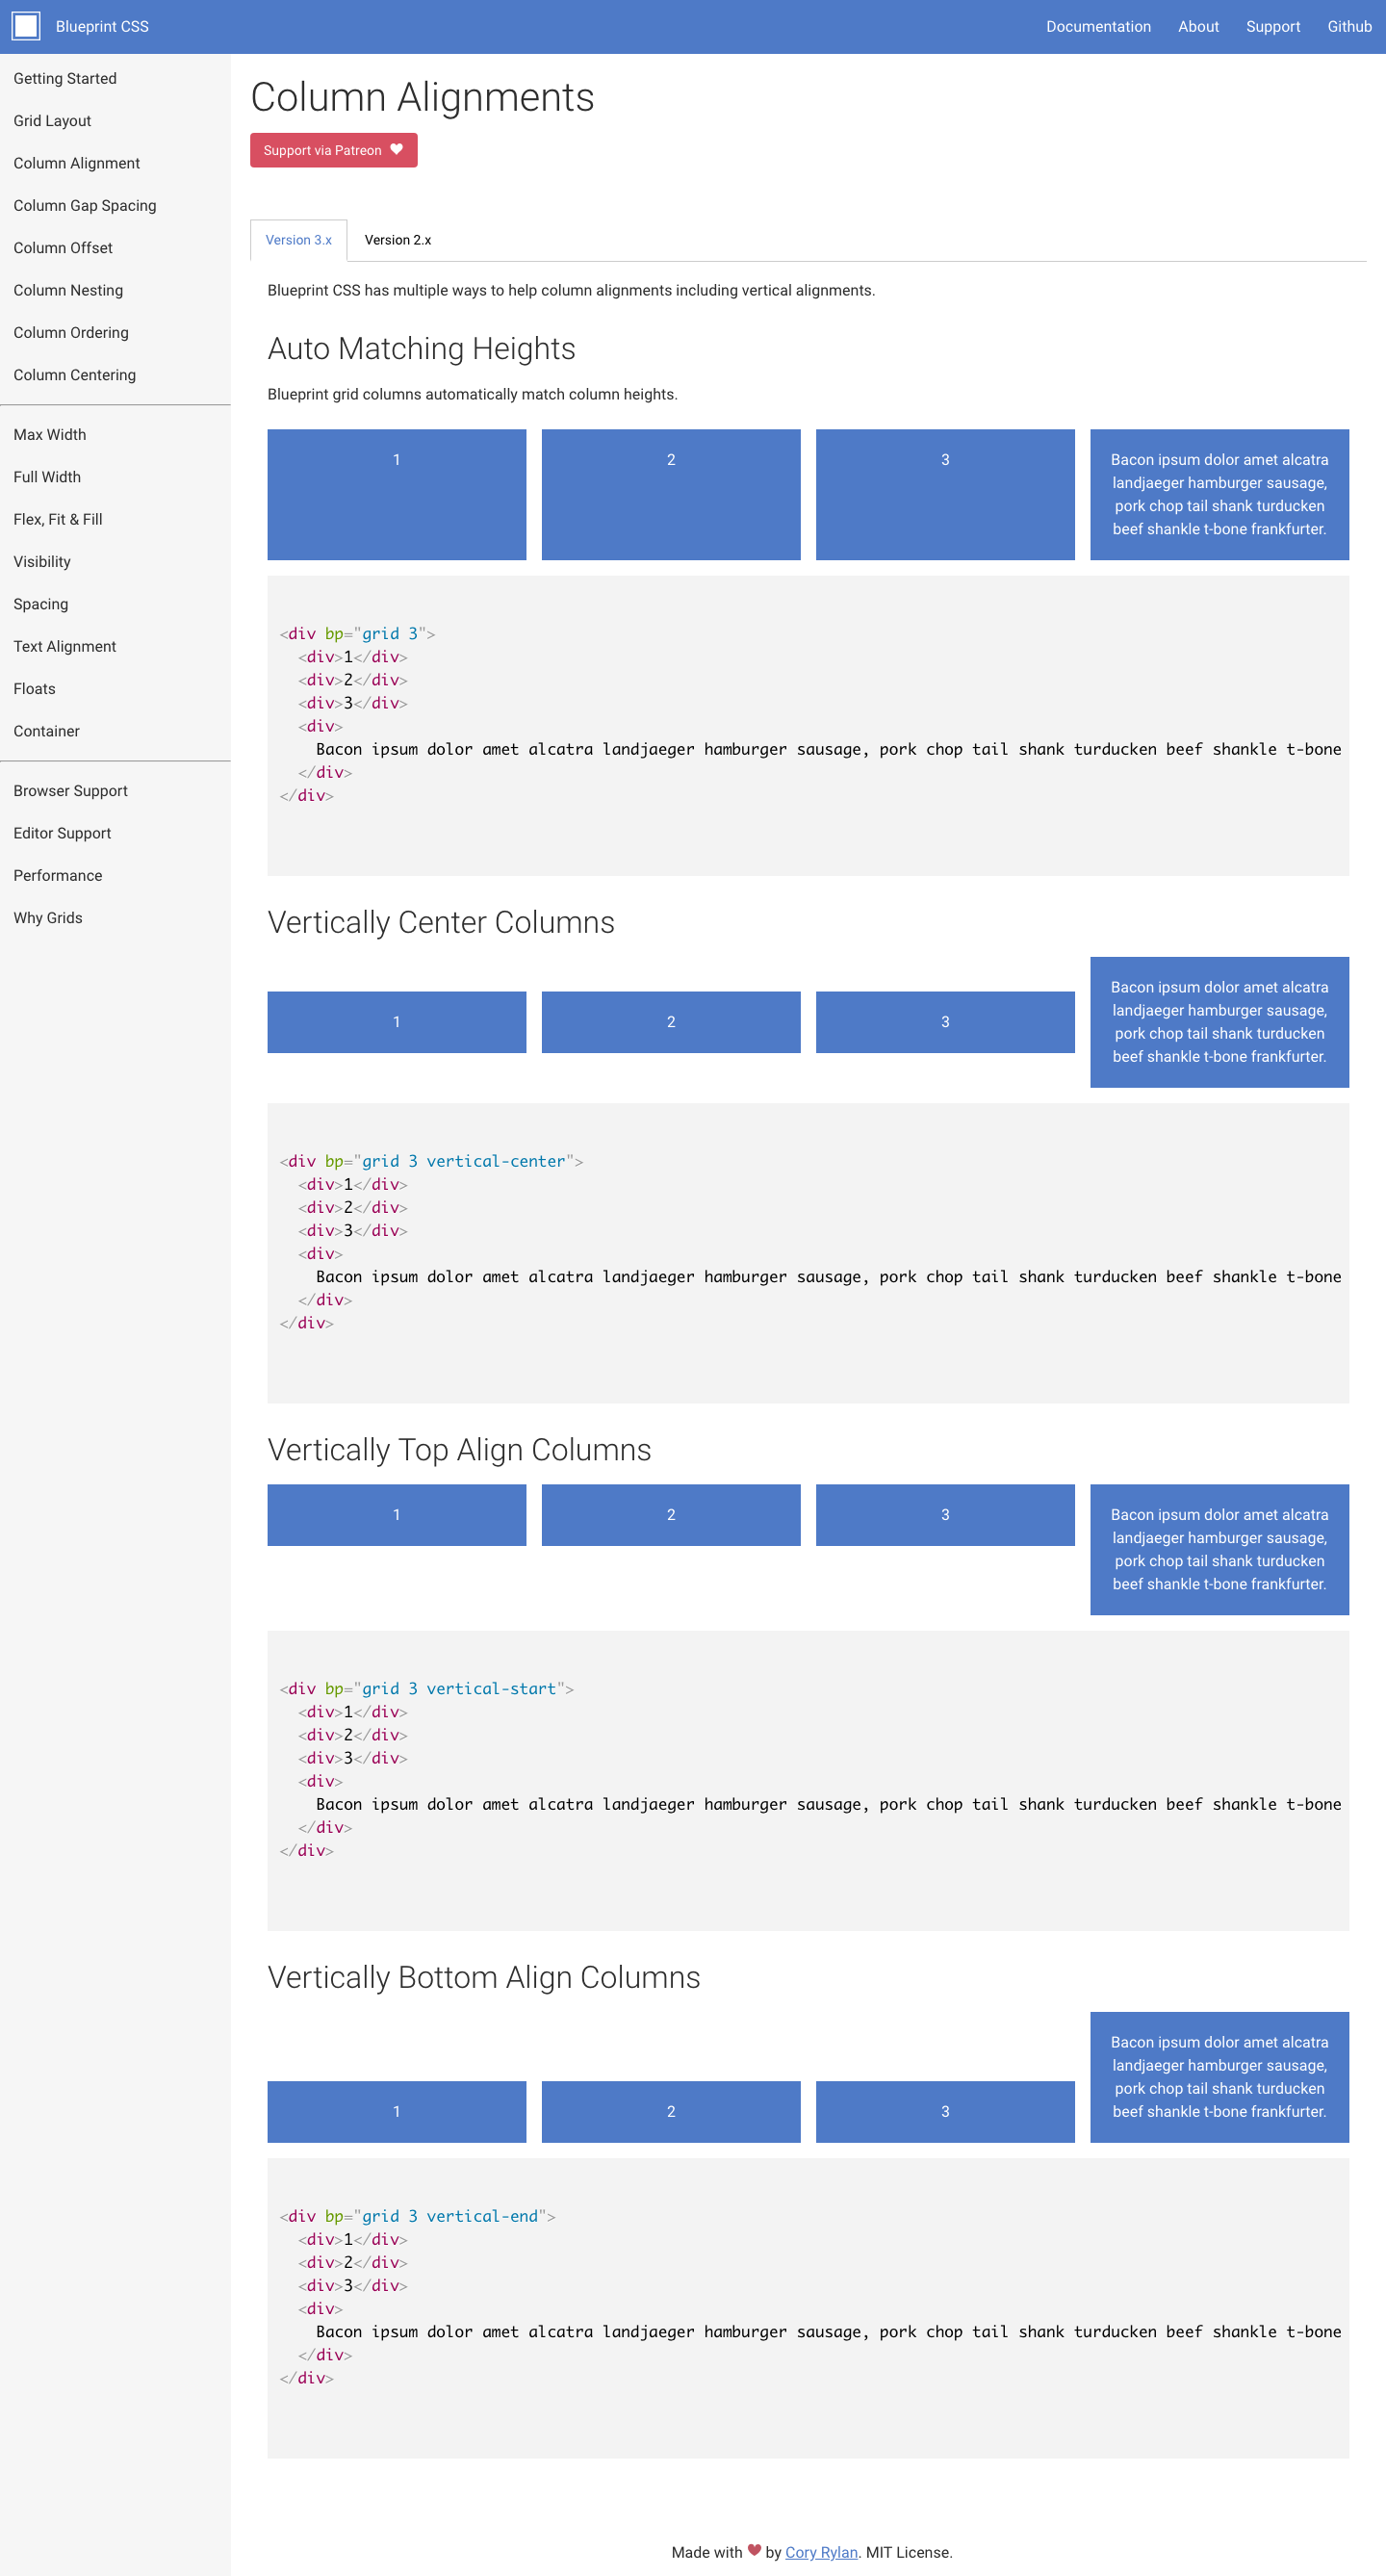 Blueprint CSS
Documentation About Support Github
Getting Started
Grid Layout
Column Alignment
Column Gap Spacing
Column Offset
Column Nesting
Column Ordering
Column Centering
Max Width
Full Width
Flex, Fit & Fill
Visibility
Spacing
Text Alignment
Floats
Container
Browser Support
Editor Support
Performance
Why Grids
Column Alignments
Support via Patreon
Version 3.x Version 2.x
Blueprint CSS has multiple ways to help column alignments including vertical alignments.
Auto Matching Heights
Blueprint grid columns automatically match column heights.
1
2
3
Bacon ipsum dolor amet alcatra
landjaeger hamburger sausage,
pork chop tail shank turducken
beef shankle t-bone frankfurter.
<div bp="grid 3">
  <div>1</div>
  <div>2</div>
  <div>3</div>
  <div>
    Bacon ipsum dolor amet alcatra landjaeger hamburger sausage, pork chop tail shank turducken beef shankle t-bone
  </div>
</div>
Vertically Center Columns
1
2
3
Bacon ipsum dolor amet alcatra
landjaeger hamburger sausage,
pork chop tail shank turducken
beef shankle t-bone frankfurter.
<div bp="grid 3 vertical-center">
  <div>1</div>
  <div>2</div>
  <div>3</div>
  <div>
    Bacon ipsum dolor amet alcatra landjaeger hamburger sausage, pork chop tail shank turducken beef shankle t-bone
  </div>
</div>
Vertically Top Align Columns
1
2
3
Bacon ipsum dolor amet alcatra
landjaeger hamburger sausage,
pork chop tail shank turducken
beef shankle t-bone frankfurter.
<div bp="grid 3 vertical-start">
  <div>1</div>
  <div>2</div>
  <div>3</div>
  <div>
    Bacon ipsum dolor amet alcatra landjaeger hamburger sausage, pork chop tail shank turducken beef shankle t-bone
  </div>
</div>
Vertically Bottom Align Columns
1
2
3
Bacon ipsum dolor amet alcatra
landjaeger hamburger sausage,
pork chop tail shank turducken
beef shankle t-bone frankfurter.
<div bp="grid 3 vertical-end">
  <div>1</div>
  <div>2</div>
  <div>3</div>
  <div>
    Bacon ipsum dolor amet alcatra landjaeger hamburger sausage, pork chop tail shank turducken beef shankle t-bone
  </div>
</div>
Made with ♥ by Cory Rylan. MIT License.